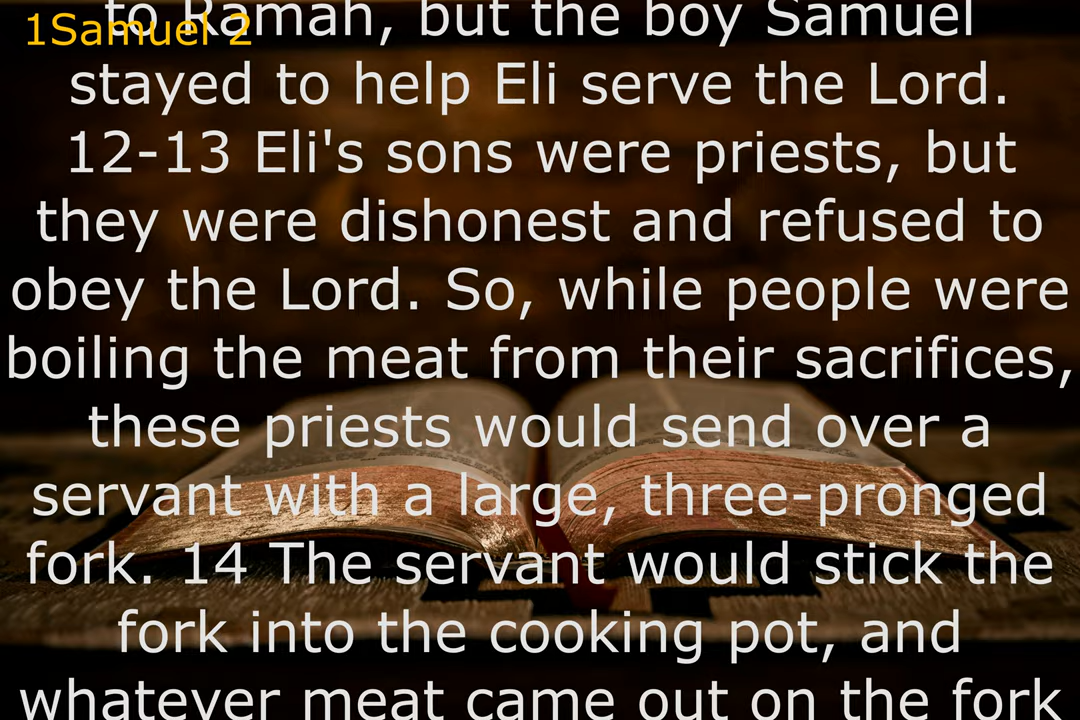 1Samuel 2
to Ramah, but the boy Samuel
stayed to help Eli serve the Lord.
12-13 Eli's sons were priests, but
they were dishonest and refused to
obey the Lord. So, while people were
boiling the meat from their sacrifices,
these priests would send over a
servant with a large, three-pronged
fork. 14 The servant would stick the
fork into the cooking pot, and
whatever meat came out on the fork